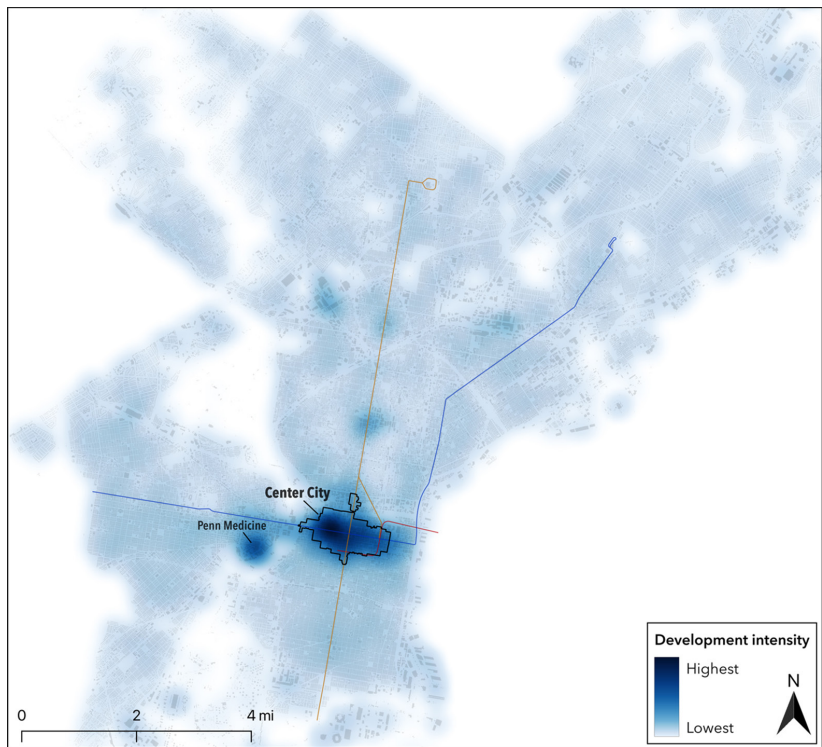 Center City
Penn Medicine
Development intensity
Highest
Lowest
N
0 2 4 mi